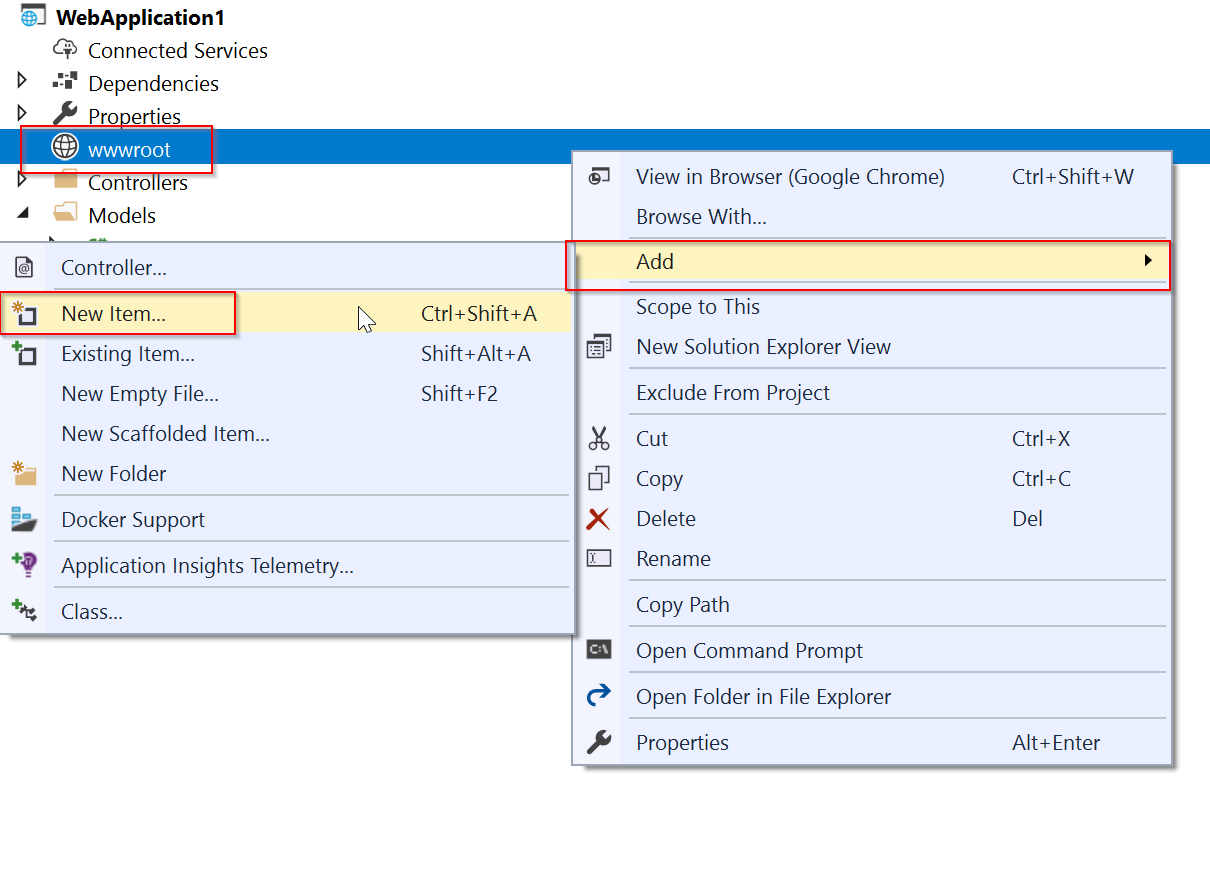 WebApplication1
Connected Services
Dependencies
Properties
wwwroot
Controllers
Models
View in Browser (Google Chrome) Ctrl+Shift+W
Browse With...
Add
Scope to This
New Solution Explorer View
Exclude From Project
Cut Ctrl+X
Copy Ctrl+C
Delete Del
Rename
Copy Path
Open Command Prompt
Open Folder in File Explorer
Properties Alt+Enter
Controller...
New Item... Ctrl+Shift+A
Existing Item... Shift+Alt+A
New Empty File... Shift+F2
New Scaffolded Item...
New Folder
Docker Support
Application Insights Telemetry...
Class...